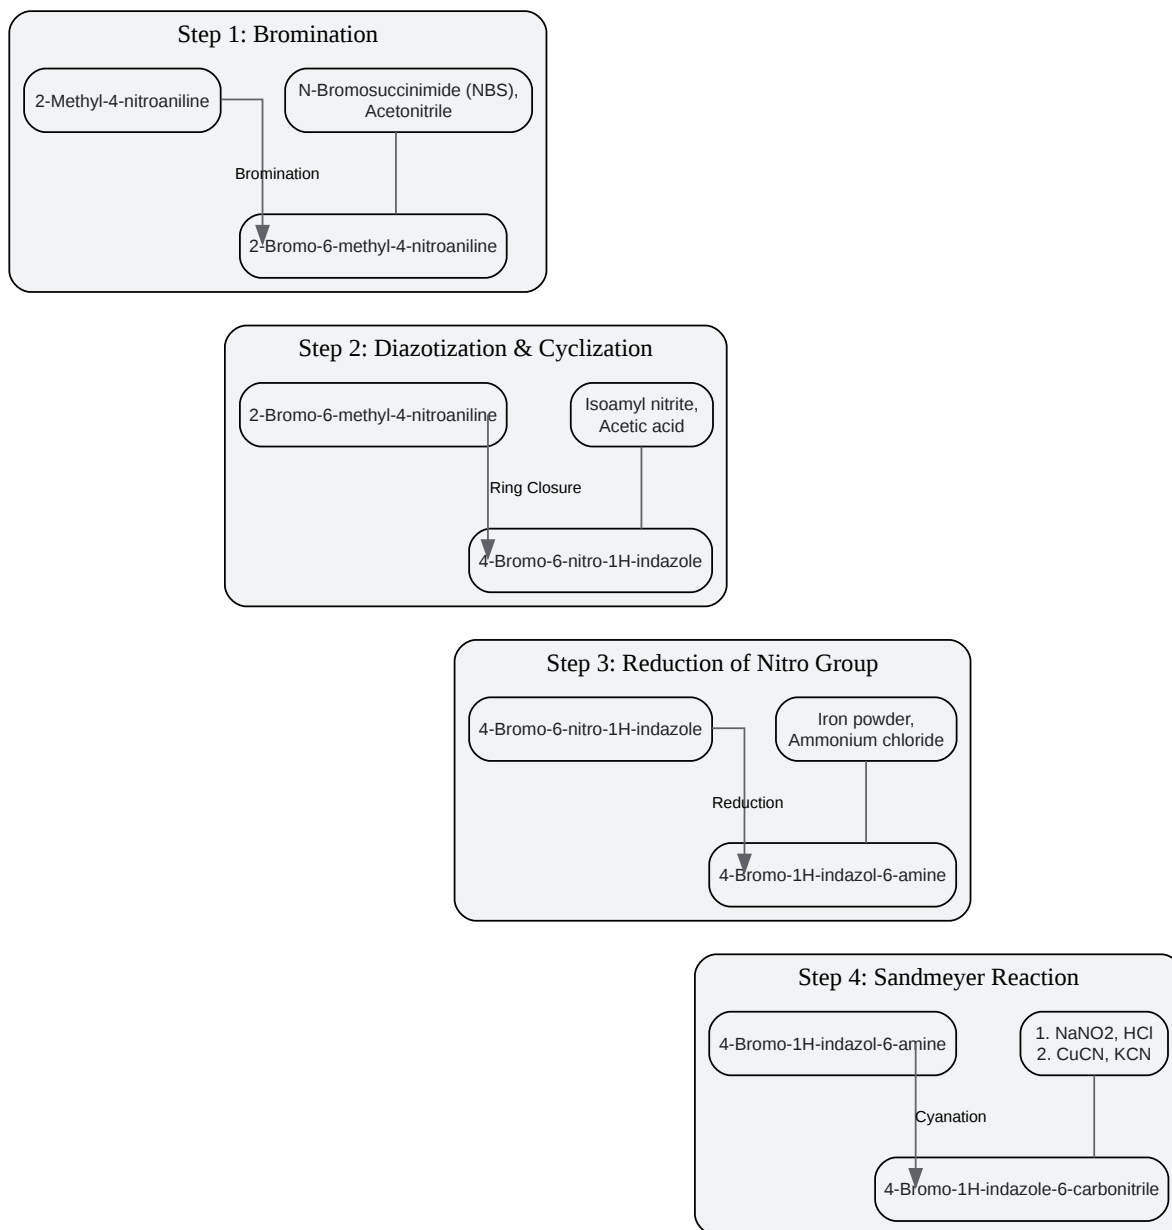 Step 1: Bromination
2-Methyl-4-nitroaniline
N-Bromosuccinimide (NBS),
Acetonitrile
Bromination
2-Bromo-6-methyl-4-nitroaniline
Step 2: Diazotization & Cyclization
2-Bromo-6-methyl-4-nitroaniline
Isoamyl nitrite,
Acetic acid
Ring Closure
4-Bromo-6-nitro-1H-indazole
Step 3: Reduction of Nitro Group
4-Bromo-6-nitro-1H-indazole
Iron powder,
Ammonium chloride
Reduction
4-Bromo-1H-indazol-6-amine
Step 4: Sandmeyer Reaction
4-Bromo-1H-indazol-6-amine
1. NaNO2, HCl
2. CuCN, KCN
Cyanation
4-Bromo-1H-indazole-6-carbonitrile